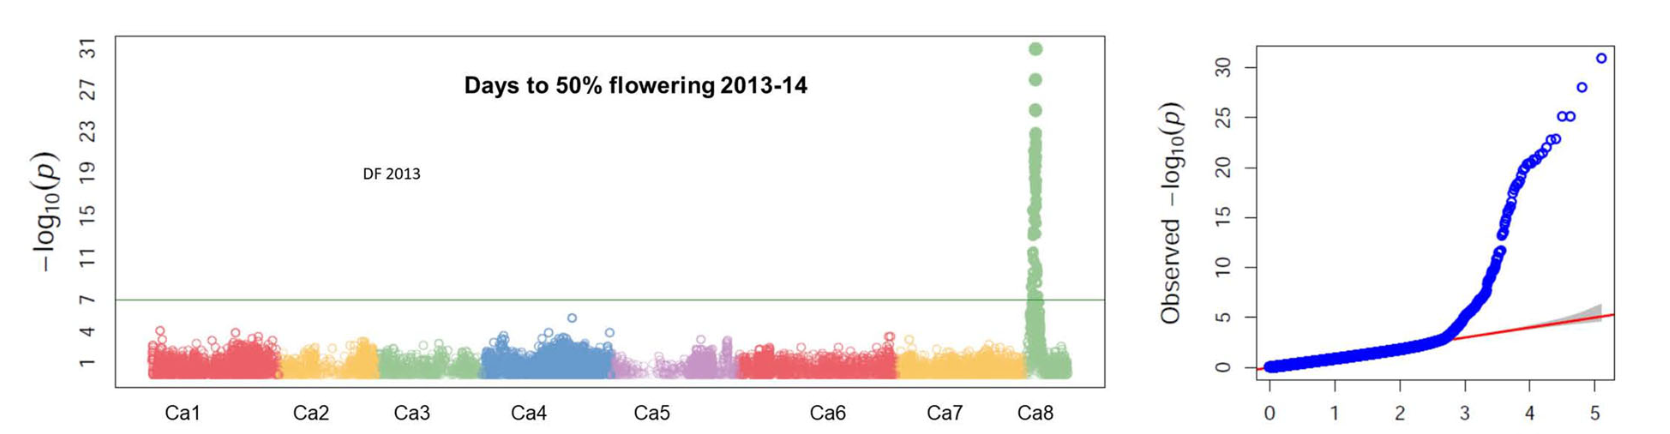 Days to 50% flowering 2013-14
DF 2013
−log₁₀(p)
31
27
23
19
15
11
7
4
1
Ca1 Ca2 Ca3 Ca4 Ca5 Ca6 Ca7 Ca8
Observed −log₁₀(p)
30
25
20
15
10
5
0
0 1 2 3 4 5